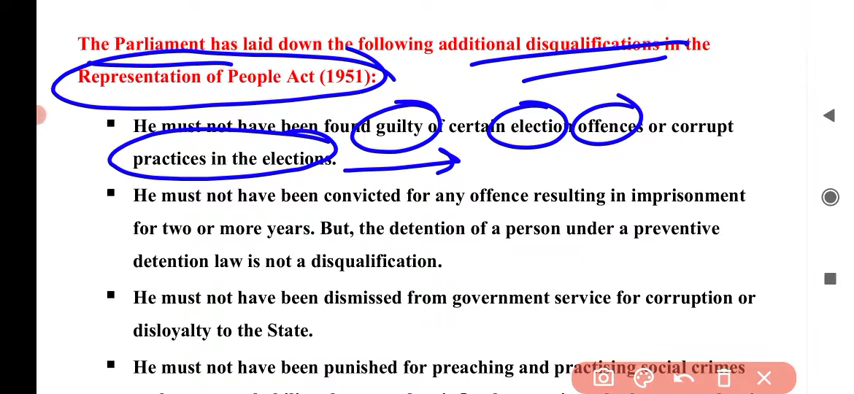 The Parliament has laid down the following additional disqualifications in the
Representation of People Act (1951):
▪ He must not have been found guilty of certain election offences or corrupt
practices in the elections.
▪ He must not have been convicted for any offence resulting in imprisonment
for two or more years. But, the detention of a person under a preventive
detention law is not a disqualification.
▪ He must not have been dismissed from government service for corruption or
disloyalty to the State.
▪ He must not have been punished for preaching and practising social crimes